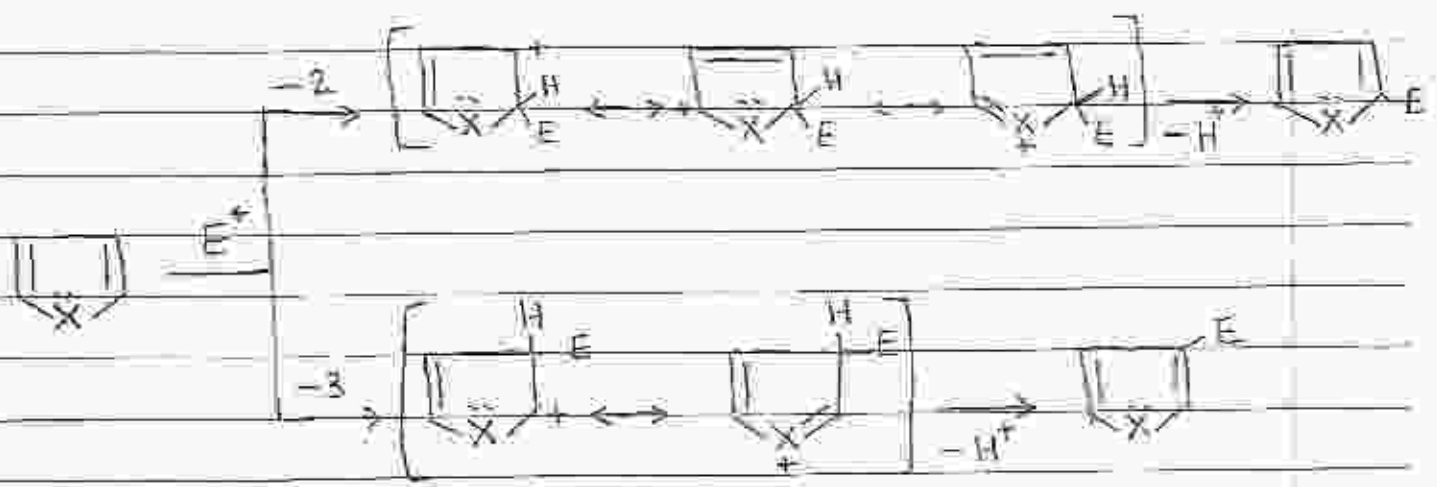 -2 [ + Ẍ H E ↔ + Ẍ H E ↔ X + H E ] -H⁺ → Ẍ E
Ẍ E⁺
-3 [ Ẍ H E + ↔ X + H E ] -H⁺ → Ẍ E